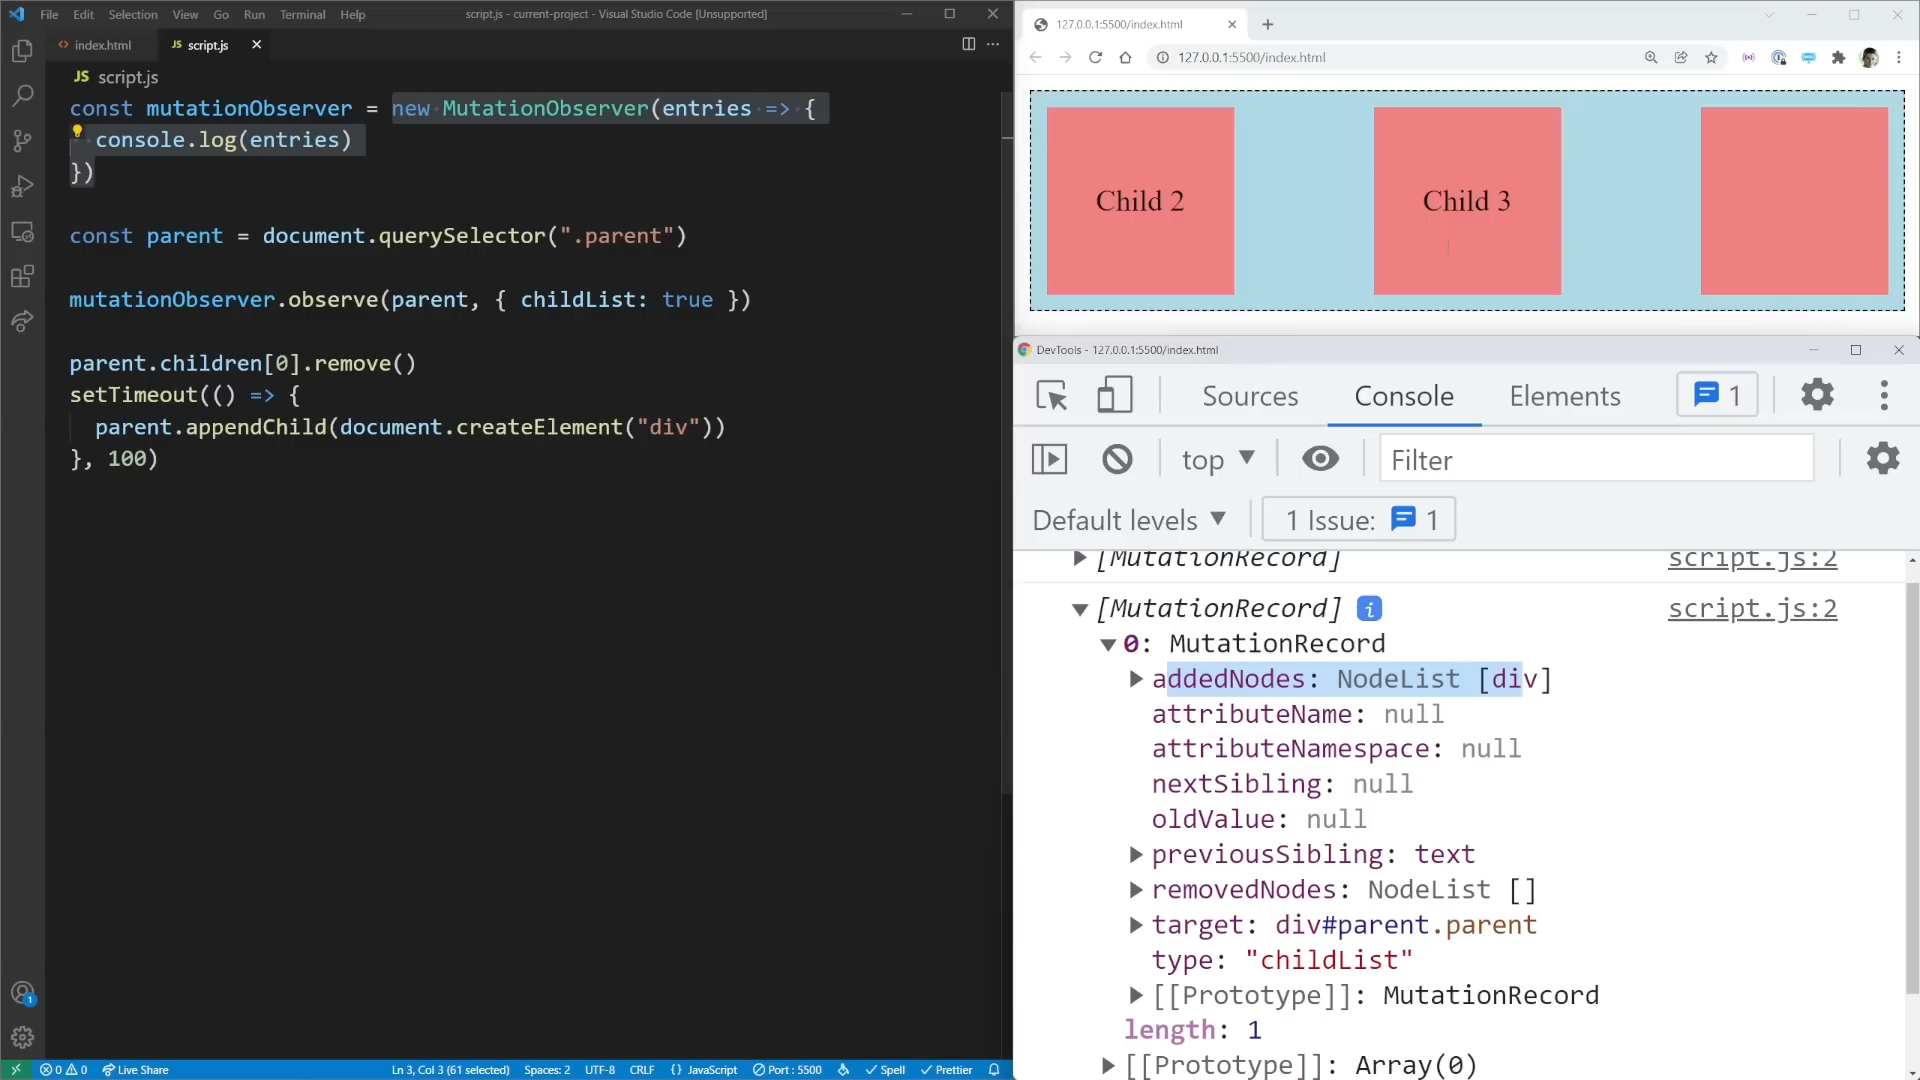 File Edit Selection View Go Run Terminal Help script.js - current-project - Visual Studio Code [Unsupported]
index.html JS script.js
JS script.js
const mutationObserver = new MutationObserver(entries => {
console.log(entries)
})
const parent = document.querySelector(".parent")
mutationObserver.observe(parent, { childList: true })
parent.children[0].remove()
setTimeout(() => {
parent.appendChild(document.createElement("div"))
}, 100)
1
0 0 Live Share Ln 3, Col 3 (61 selected) Spaces: 2 UTF-8 CRLF {} JavaScript Port : 5500 Spell Prettier
127.0.0.1:5500/index.html
127.0.0.1:5500/index.html
Child 2 Child 3
DevTools - 127.0.0.1:5500/index.html
Sources Console Elements 1
top Filter
Default levels 1 Issue: 1
[MutationRecord] script.js:2
[MutationRecord] i script.js:2
0: MutationRecord
addedNodes: NodeList [div]
attributeName: null
attributeNamespace: null
nextSibling: null
oldValue: null
previousSibling: text
removedNodes: NodeList []
target: div#parent.parent
type: "childList"
[[Prototype]]: MutationRecord
length: 1
[[Prototype]]: Array(0)